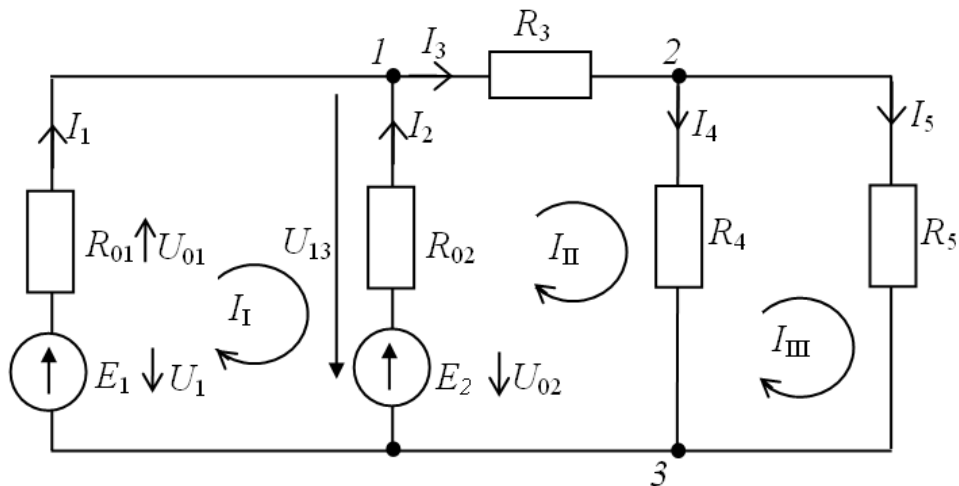 1 I3 R3 2
I1 I2 I4 I5
R01 U01 U13 R02 III R4 R5
II
IIII
E1 U1 E2 U02
3